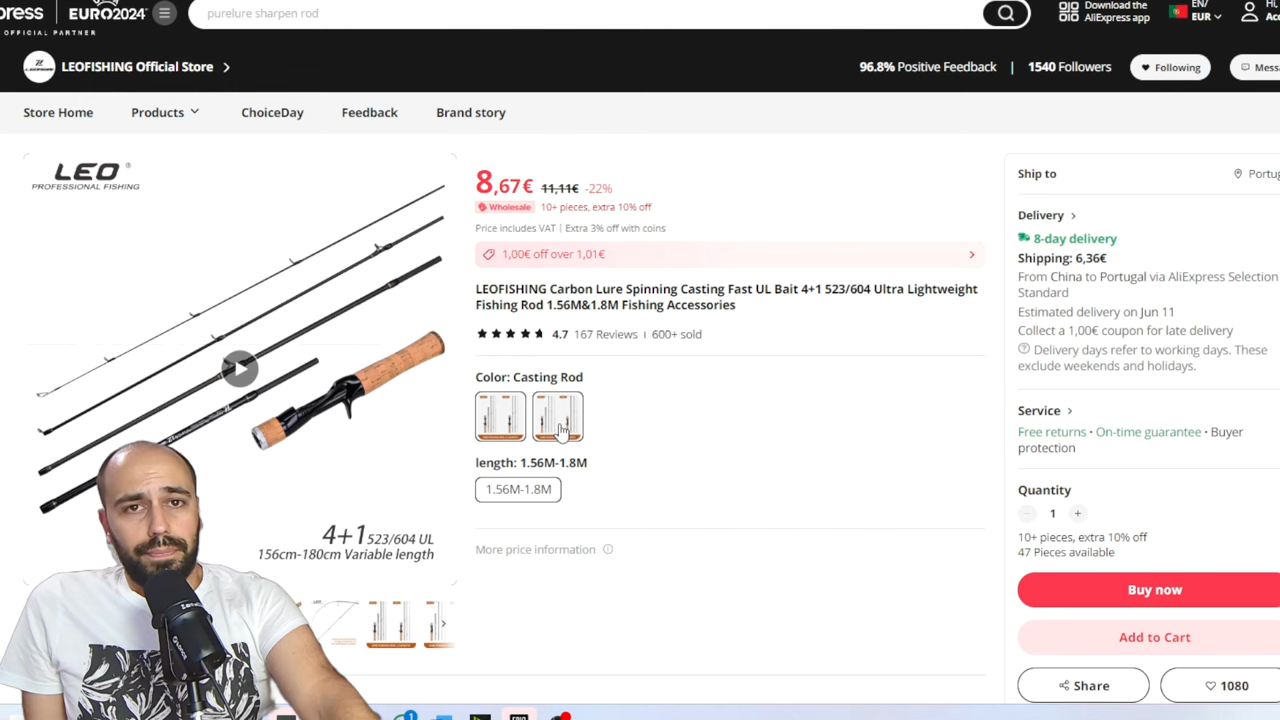 press EURO2024
OFFICIAL PARTNER
purelure sharpen rod
Download the
AliExpress app
EN/
EUR
Hi,
Acc
LEOFISHING Official Store
96.8% Positive Feedback | 1540 Followers
Following
Messa
Store Home
Products
ChoiceDay
Feedback
Brand story
LEO®
PROFESSIONAL FISHING
4+1 523/604 UL
156cm-180cm Variable length
8,67€ 11,11€ -22%
Wholesale 10+ pieces, extra 10% off
Price includes VAT | Extra 3% off with coins
1,00€ off over 1,01€
LEOFISHING Carbon Lure Spinning Casting Fast UL Bait 4+1 523/604 Ultra Lightweight
Fishing Rod 1.56M&1.8M Fishing Accessories
4.7 167 Reviews | 600+ sold
Color: Casting Rod
length: 1.56M-1.8M
1.56M-1.8M
More price information
Ship to
Portug
Delivery
8-day delivery
Shipping: 6,36€
From China to Portugal via AliExpress Selection
Standard
Estimated delivery on Jun 11
Collect a 1,00€ coupon for late delivery
Delivery days refer to working days. These
exclude weekends and holidays.
Service
Free returns · On-time guarantee · Buyer
protection
Quantity
1
10+ pieces, extra 10% off
47 Pieces available
Buy now
Add to Cart
Share
1080